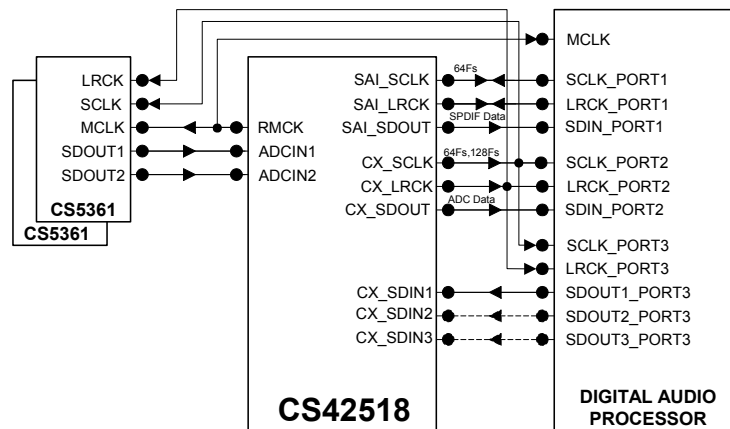 MCLK
LRCK
SCLK
MCLK
SDOUT1
SDOUT2
CS5361
CS5361
RMCK
ADCIN1
ADCIN2
SAI_SCLK
SAI_LRCK
SAI_SDOUT
CX_SCLK
CX_LRCK
CX_SDOUT
CX_SDIN1
CX_SDIN2
CX_SDIN3
CS42518
64Fs
SPDIF Data
64Fs,128Fs
ADC Data
SCLK_PORT1
LRCK_PORT1
SDIN_PORT1
SCLK_PORT2
LRCK_PORT2
SDIN_PORT2
SCLK_PORT3
LRCK_PORT3
SDOUT1_PORT3
SDOUT2_PORT3
SDOUT3_PORT3
DIGITAL AUDIO
PROCESSOR